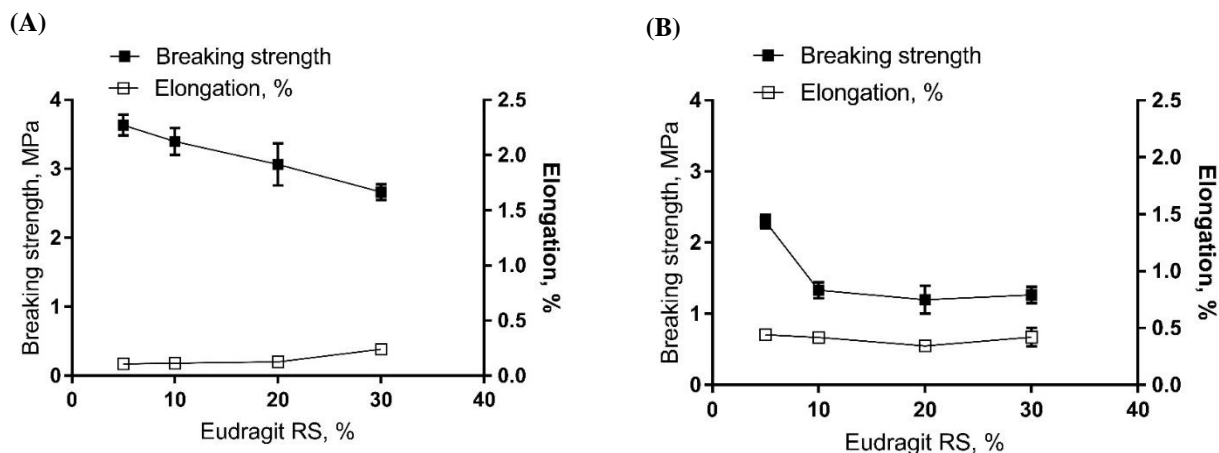 (A)
Breaking strength
Elongation, %
4
3
2
1
0
Breaking strength, MPa
2.5
2.0
1.5
1.0
0.5
0.0
Elongation, %
0 10 20 30 40
Eudragit RS, %
(B)
Breaking strength
Elongation, %
4
3
2
1
0
Breaking strength, MPa
2.5
2.0
1.5
1.0
0.5
0.0
Elongation, %
0 10 20 30 40
Eudragit RS, %